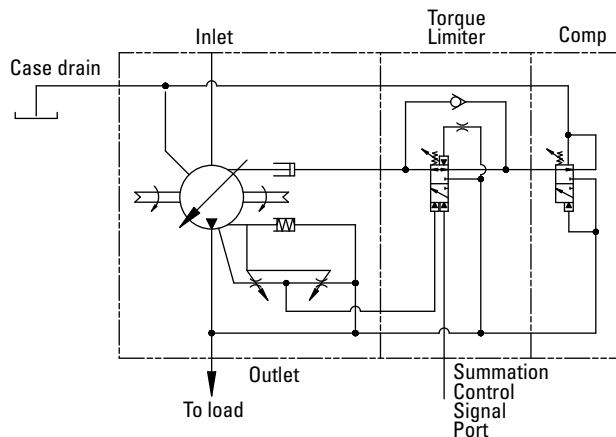 Torque
Limiter
Inlet
Comp
Case drain
Outlet
To load
Summation
Control
Signal
Port